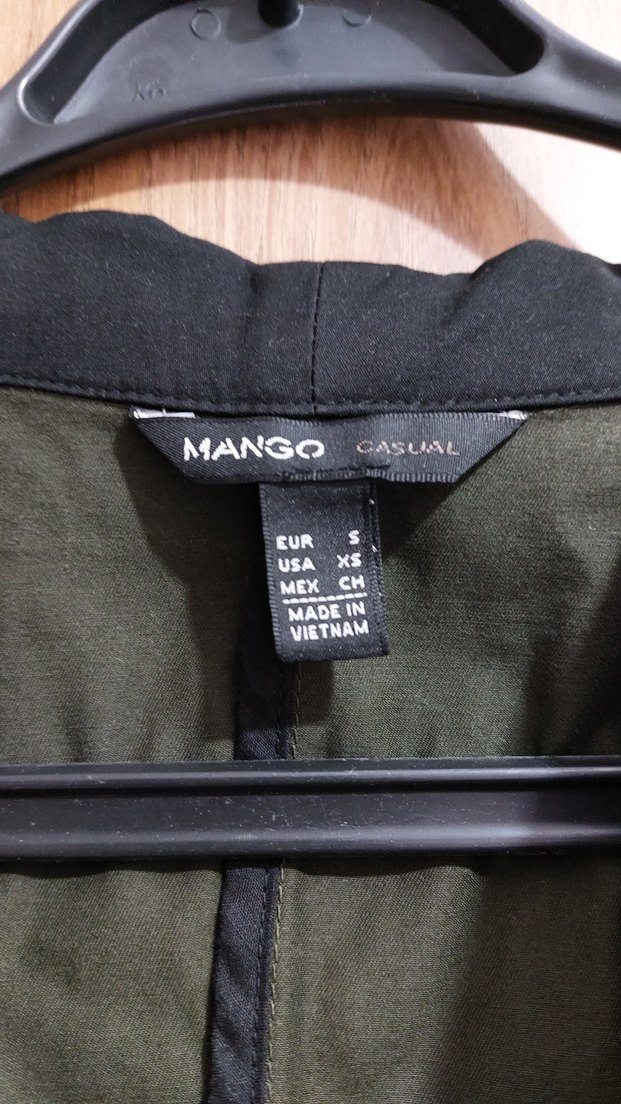 MANGO CASUAL
EUR S
USA XS
MEX CH
MADE IN
VIETNAM